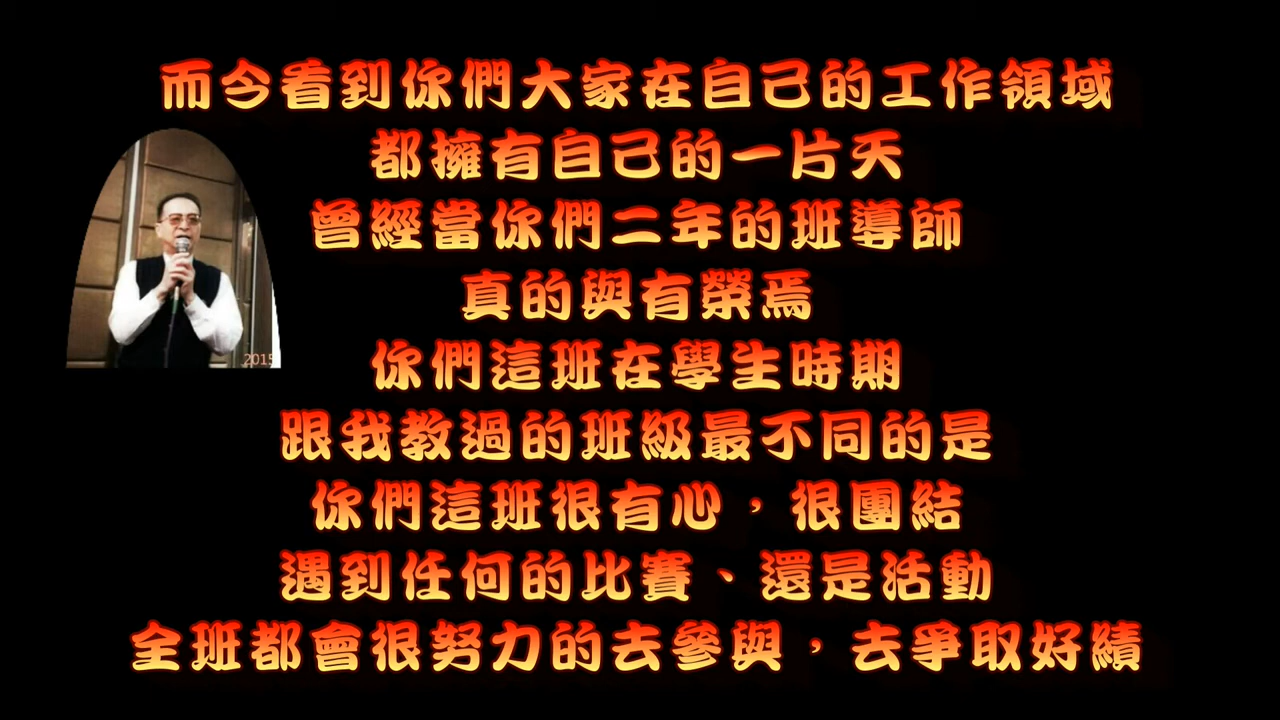 而今看到你們大家在自己的工作領域
都擁有自己的一片天
曾經當你們二年的班導師
真的與有榮焉
你們這班在學生時期
跟我教過的班級最不同的是
你們這班很有心，很團結
遇到任何的比賽、還是活動
全班都會很努力的去參與，去爭取好績
2015